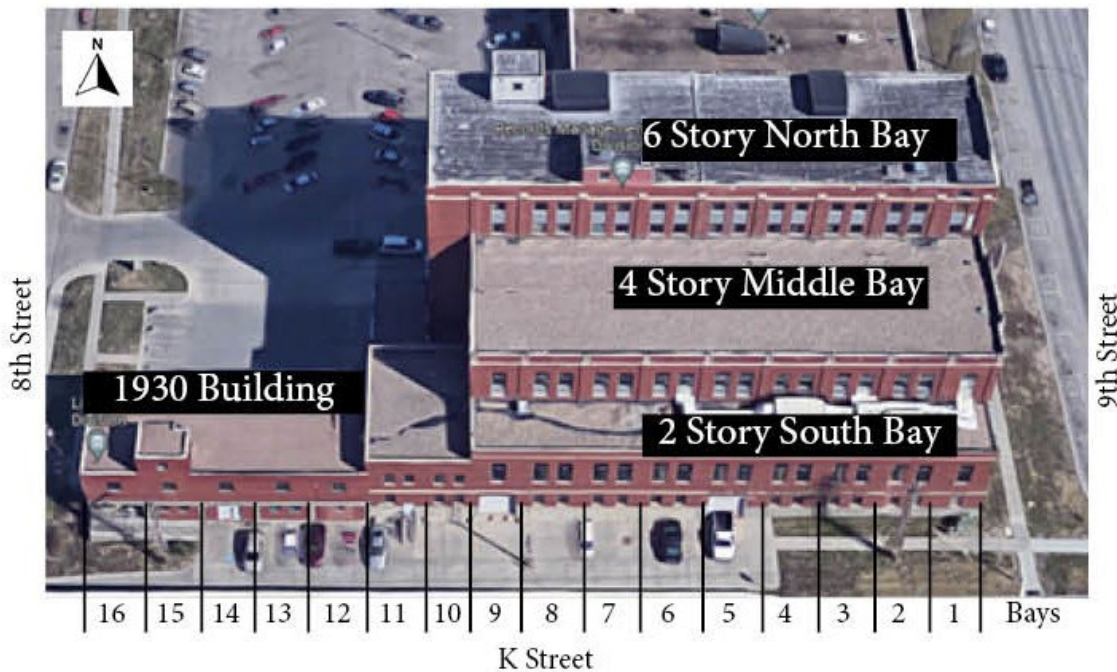 N
6 Story North Bay
4 Story Middle Bay
8th Street
9th Street
1930 Building
2 Story South Bay
16 15 14 13 12 11 10 9 8 7 6 5 4 3 2 1 Bays
K Street